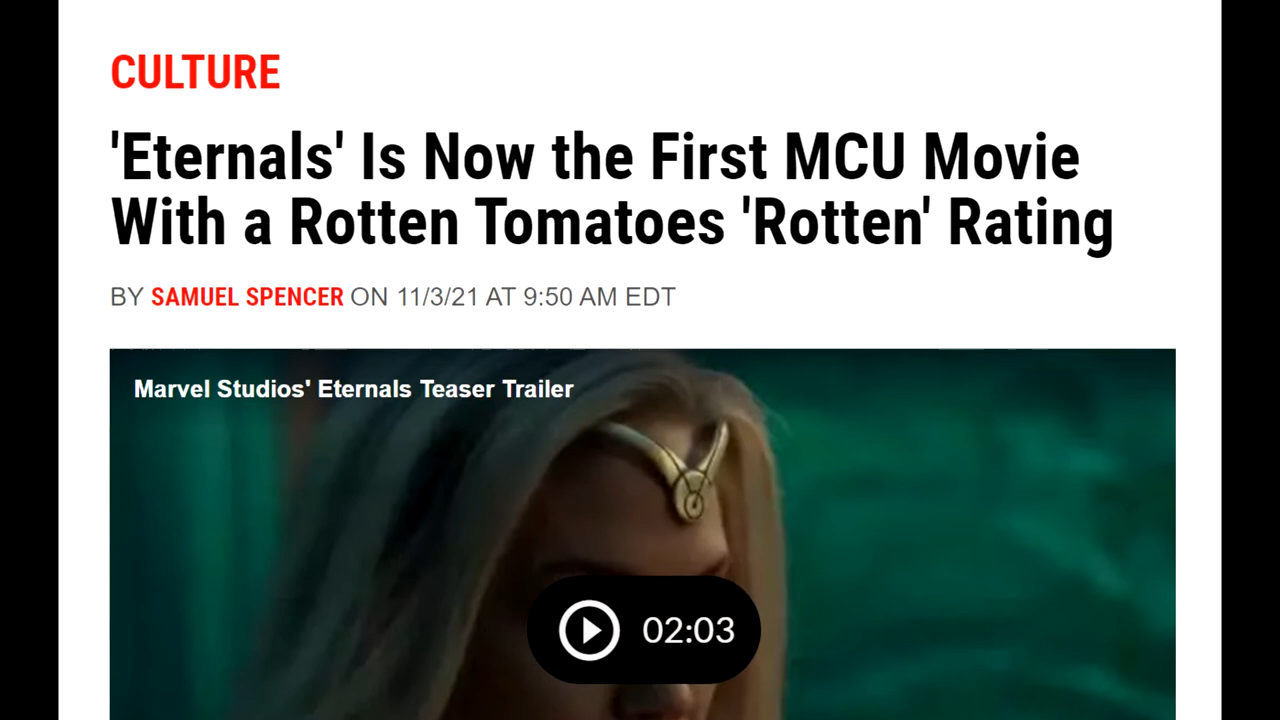 CULTURE
'Eternals' Is Now the First MCU Movie
With a Rotten Tomatoes 'Rotten' Rating
BY SAMUEL SPENCER ON 11/3/21 AT 9:50 AM EDT
Marvel Studios' Eternals Teaser Trailer
02:03